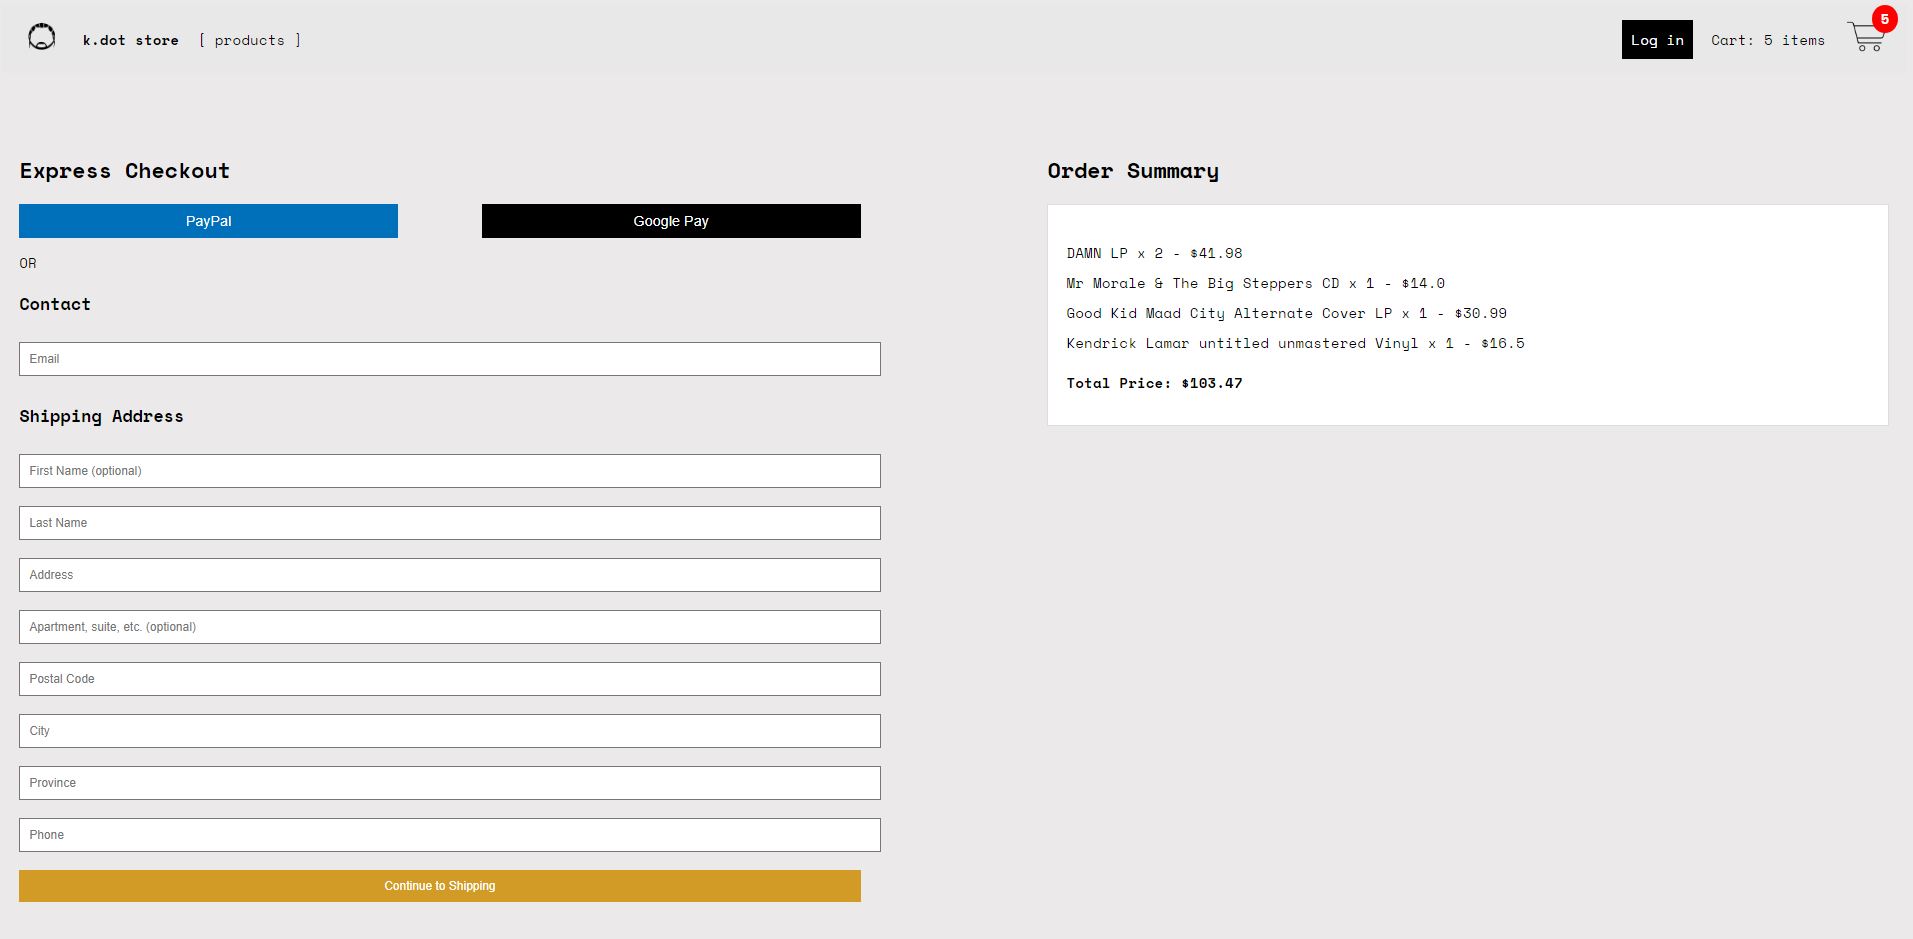 k.dot store [ products ]
Log in Cart: 5 items 5
Express Checkout
PayPal Google Pay
OR
Contact
Email
Shipping Address
First Name (optional)
Last Name
Address
Apartment, suite, etc. (optional)
Postal Code
City
Province
Phone
Continue to Shipping
Order Summary
DAMN LP x 2 - $41.98
Mr Morale & The Big Steppers CD x 1 - $14.0
Good Kid Maad City Alternate Cover LP x 1 - $30.99
Kendrick Lamar untitled unmastered Vinyl x 1 - $16.5
Total Price: $103.47